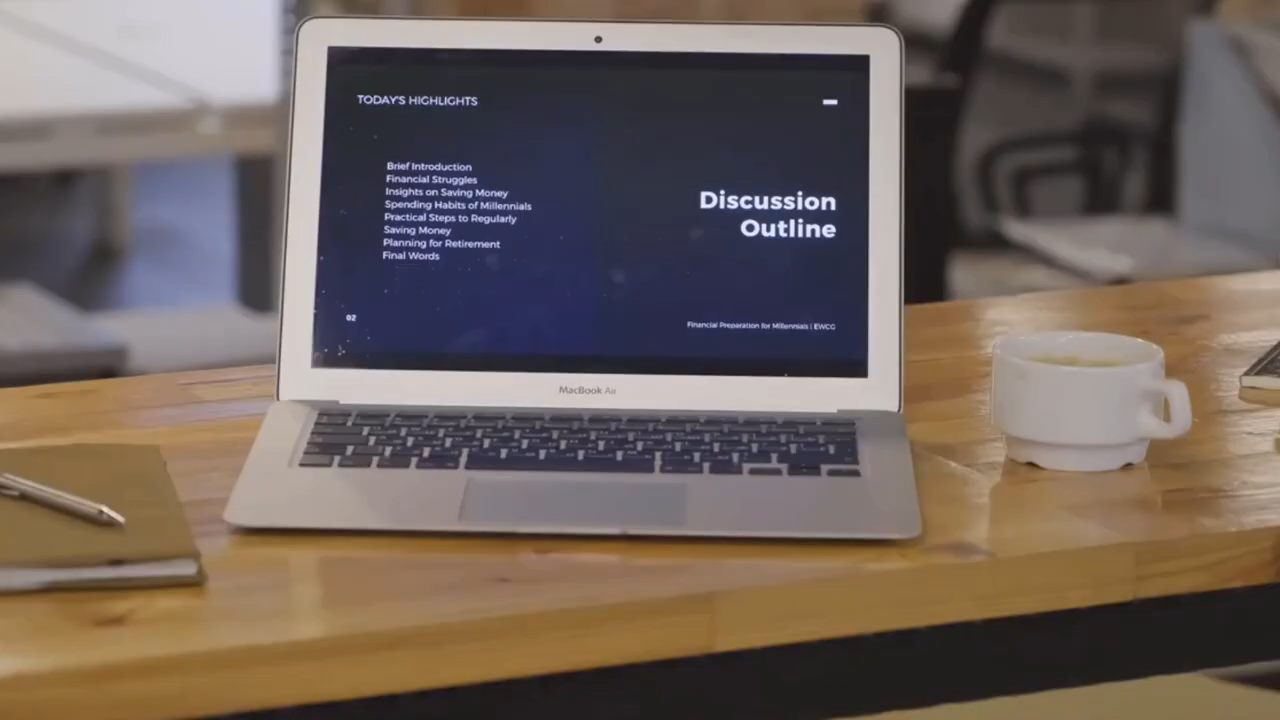 TODAY'S HIGHLIGHTS
Brief Introduction
Financial Struggles
Insights on Saving Money
Spending Habits of Millennials
Practical Steps to Regularly
Saving Money
Planning for Retirement
Final Words
02
Discussion
Outline
Financial Preparation for Millennials | EWCG
MacBook Air